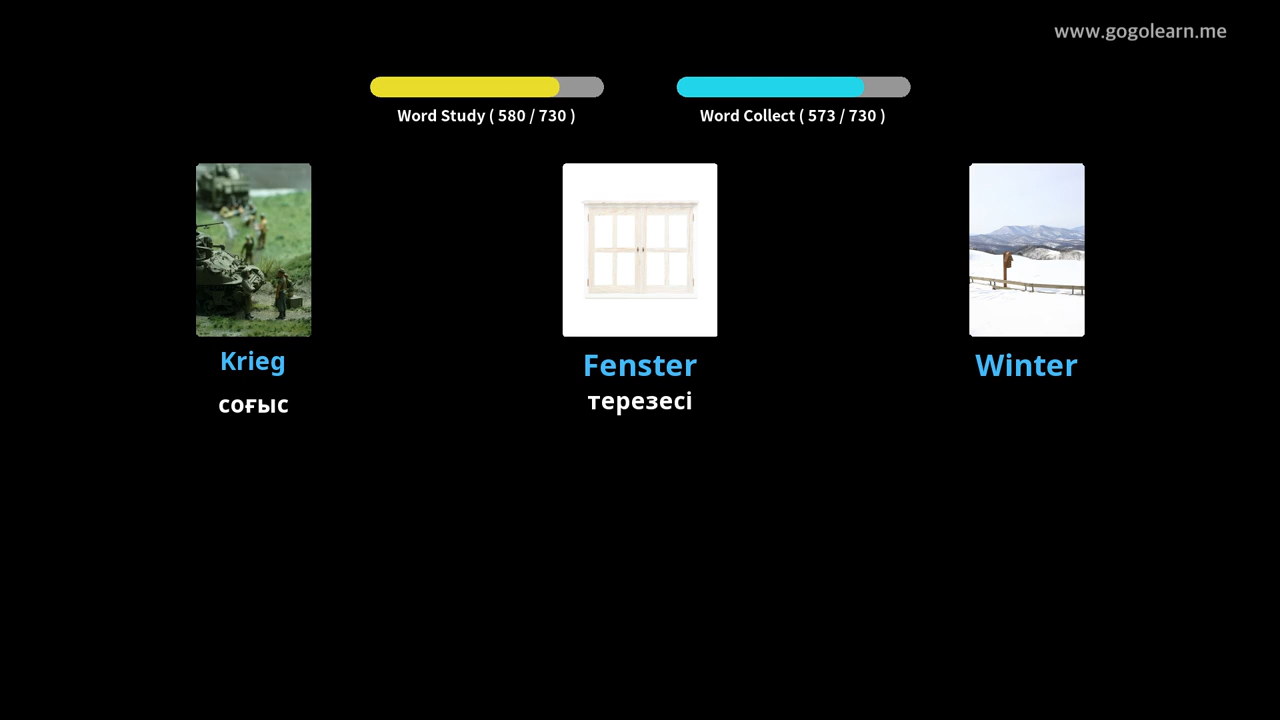 www.gogolearn.me
Word Study ( 580 / 730 )
Word Collect ( 573 / 730 )
Krieg
соғыс
Fenster
терезесі
Winter